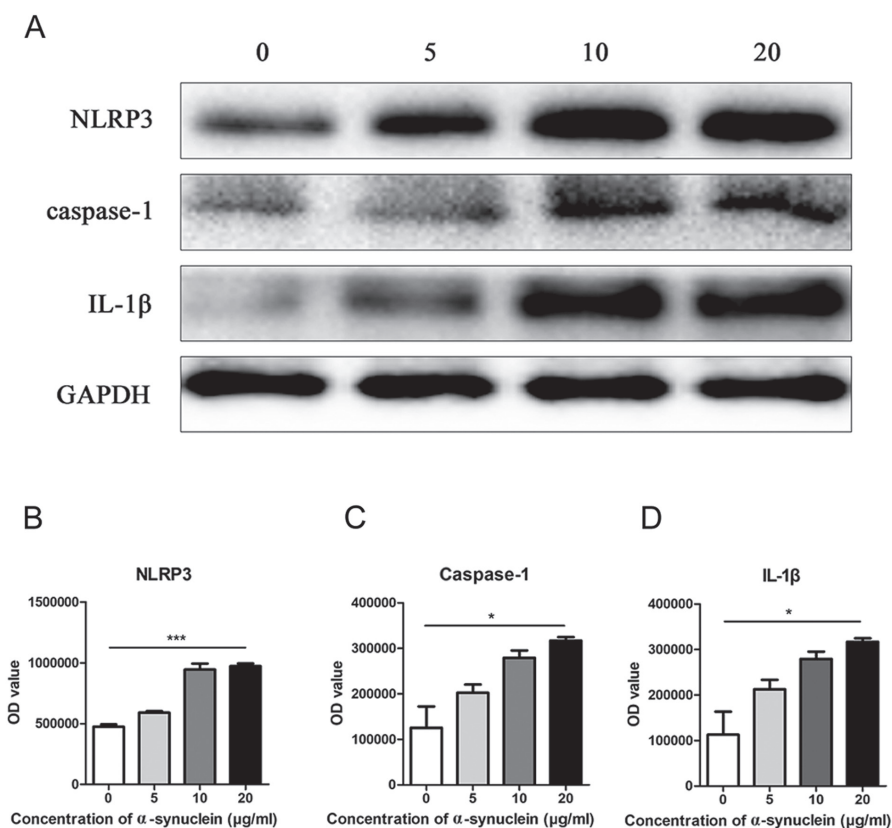 A
0 5 10 20
NLRP3
caspase-1
IL-1β
GAPDH
B
NLRP3
1500000
1000000
500000
0
OD value
***
0 5 10 20
Concentration of α-synuclein (μg/ml)
C
Caspase-1
400000
300000
200000
100000
0
OD value
*
0 5 10 20
Concentration of α-synuclein (μg/ml)
D
IL-1β
400000
300000
200000
100000
0
OD value
*
0 5 10 20
Concentration of α-synuclein (μg/ml)